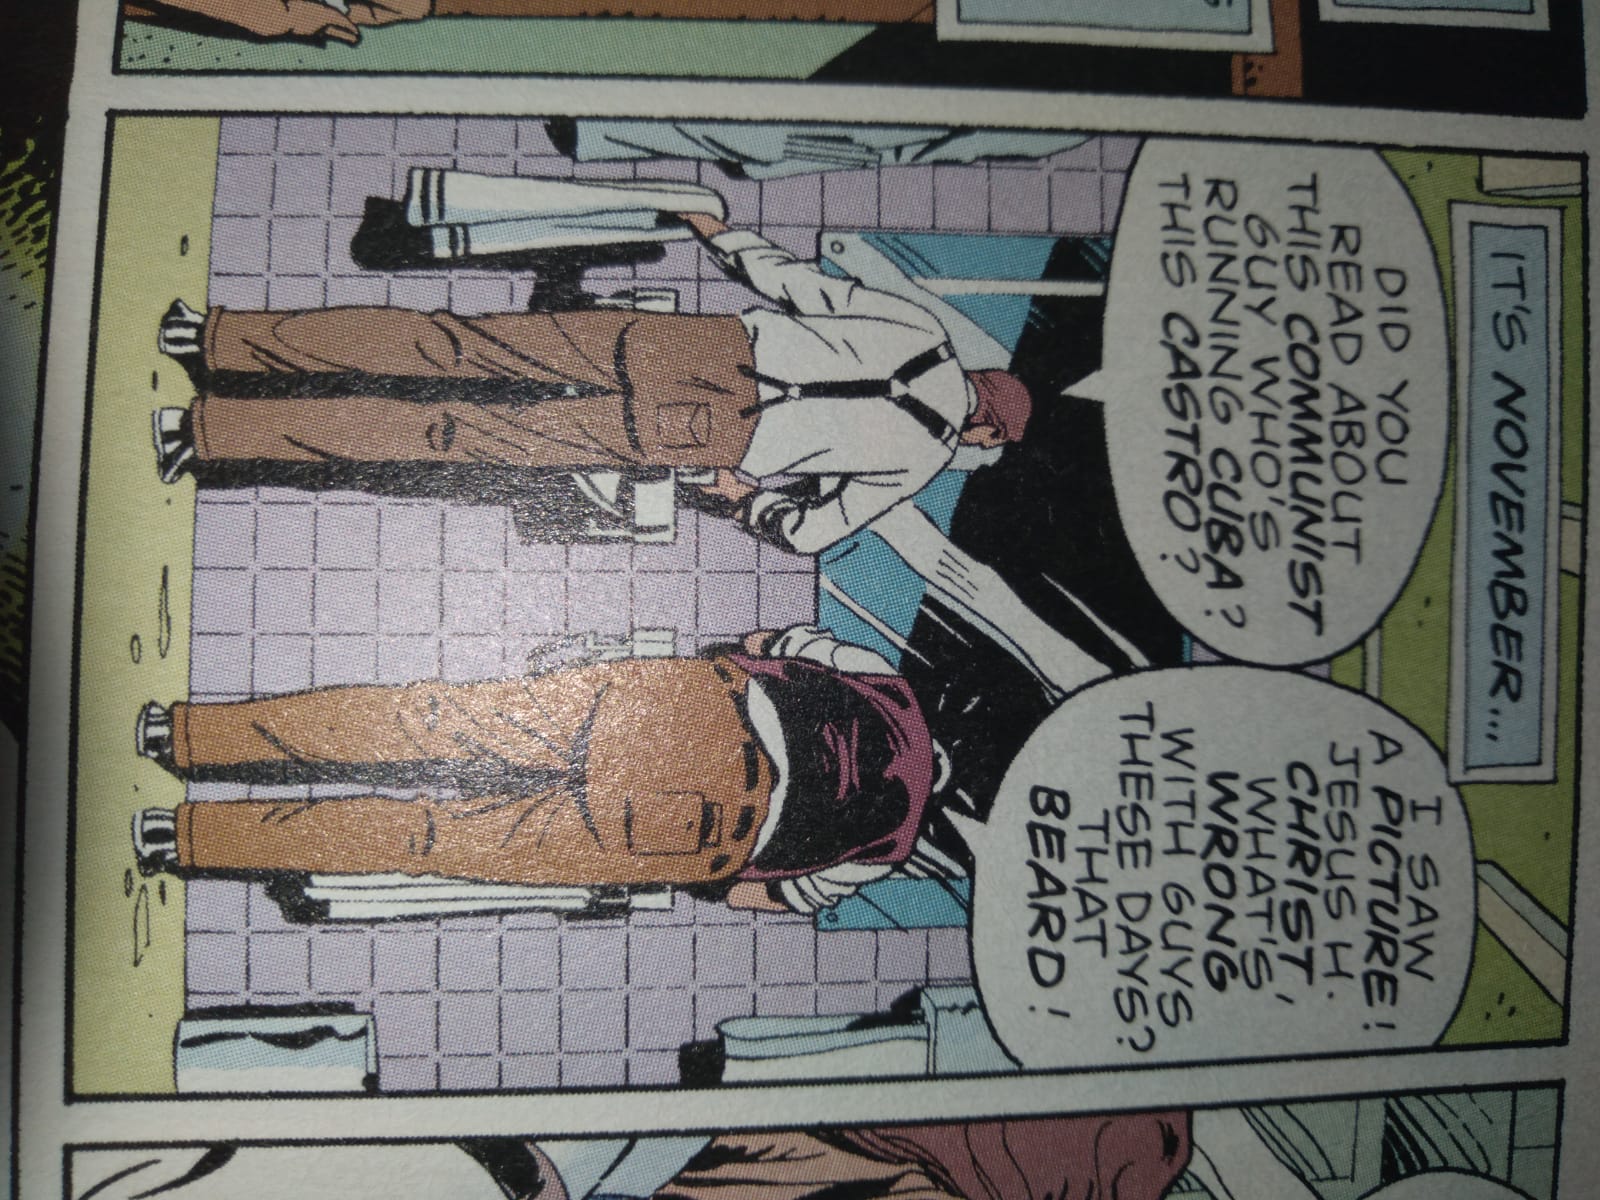 IT'S NOVEMBER...
DID YOU
READ ABOUT
THIS COMMUNIST
GUY WHO'S
RUNNING CUBA?
THIS CASTRO?
I SAW
A PICTURE!
JESUS H.
CHRIST,
WHAT'S
WRONG
WITH GUYS
THESE DAYS?
THAT
BEARD!